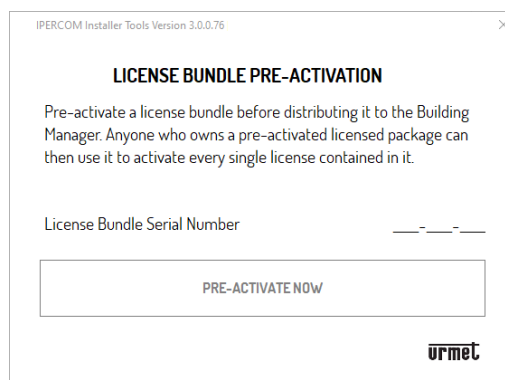 IPERCOM Installer Tools Version 3.0.0.76
LICENSE BUNDLE PRE-ACTIVATION
Pre-activate a license bundle before distributing it to the Building
Manager. Anyone who owns a pre-activated licensed package can
then use it to activate every single license contained in it.
License Bundle Serial Number ___-___-___
PRE-ACTIVATE NOW
urmet